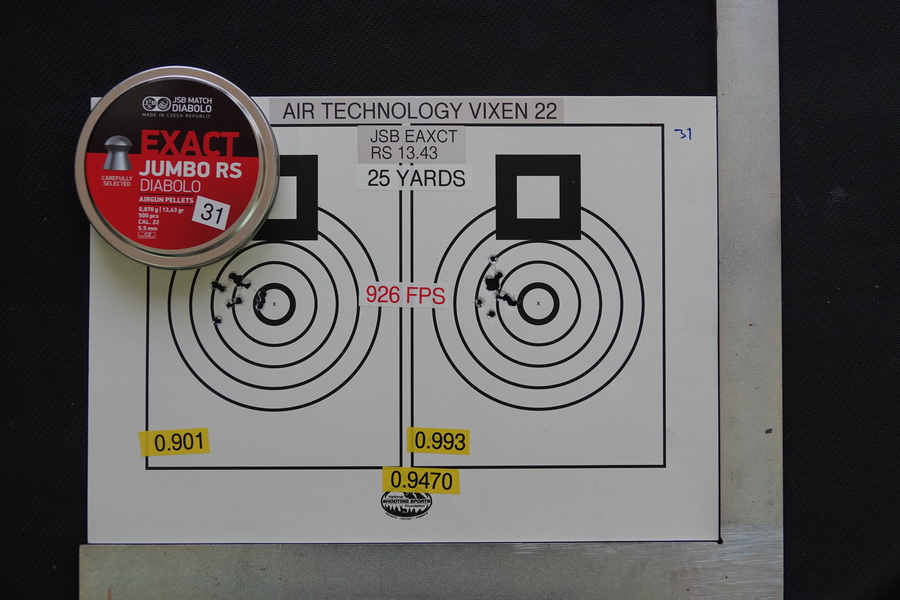 JSB MATCH
DIABOLO
MADE IN CZECH REPUBLIC
EXACT
JUMBO RS
DIABOLO
CAREFULLY
SELECTED
AIRGUN PELLETS
0,870 g | 13,43 gr
500 pcs
CAL. 22
5.5 mm
31
AIR TECHNOLOGY VIXEN 22
JSB EAXCT
RS 13.43
25 YARDS
31
926 FPS
x
x
0.901
0.993
0.9470
SHOOTING SPORTS